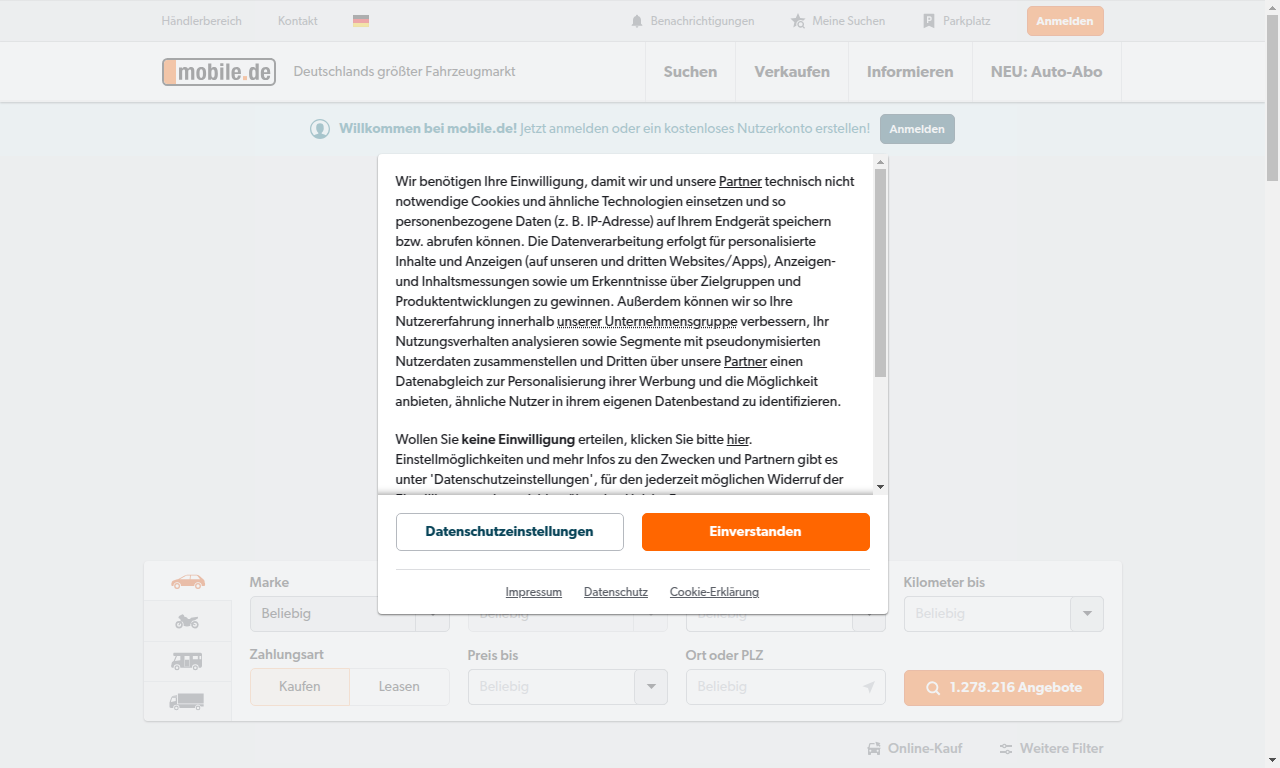 Händlerbereich Kontakt Benachrichtigungen Meine Suchen Parkplatz Anmelden
mobile.de Deutschlands größter Fahrzeugmarkt Suchen Verkaufen Informieren NEU: Auto-Abo
Willkommen bei mobile.de! Jetzt anmelden oder ein kostenloses Nutzerkonto erstellen! Anmelden
Wir benötigen Ihre Einwilligung, damit wir und unsere Partner technisch nicht
notwendige Cookies und ähnliche Technologien einsetzen und so
personenbezogene Daten (z. B. IP-Adresse) auf Ihrem Endgerät speichern
bzw. abrufen können. Die Datenverarbeitung erfolgt für personalisierte
Inhalte und Anzeigen (auf unseren und dritten Websites/Apps), Anzeigen-
und Inhaltsmessungen sowie um Erkenntnisse über Zielgruppen und
Produktentwicklungen zu gewinnen. Außerdem können wir so Ihre
Nutzererfahrung innerhalb unserer Unternehmensgruppe verbessern, Ihr
Nutzungsverhalten analysieren sowie Segmente mit pseudonymisierten
Nutzerdaten zusammenstellen und Dritten über unsere Partner einen
Datenabgleich zur Personalisierung ihrer Werbung und die Möglichkeit
anbieten, ähnliche Nutzer in ihrem eigenen Datenbestand zu identifizieren.
Wollen Sie keine Einwilligung erteilen, klicken Sie bitte hier.
Einstellmöglichkeiten und mehr Infos zu den Zwecken und Partnern gibt es
unter 'Datenschutzeinstellungen', für den jederzeit möglichen Widerruf der
Datenschutzeinstellungen Einverstanden
Impressum Datenschutz Cookie-Erklärung
Marke Kilometer bis
Beliebig Beliebig Beliebig Beliebig
Zahlungsart Preis bis Ort oder PLZ
Kaufen Leasen Beliebig Beliebig 1.278.216 Angebote
Online-Kauf Weitere Filter